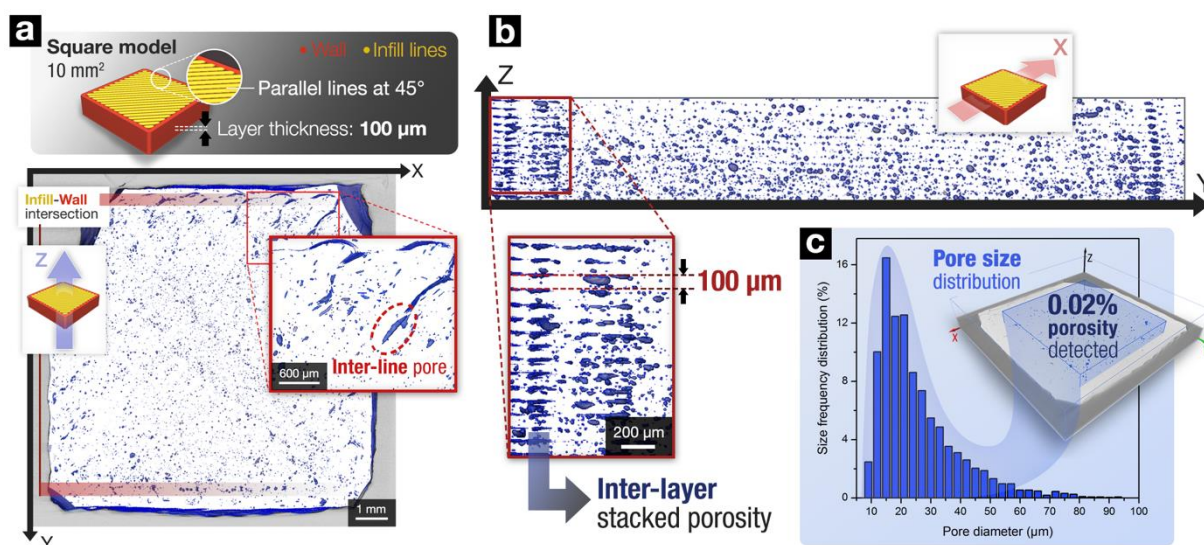 a
Square model
10 mm²
• Wall • Infill lines
Parallel lines at 45°
Layer thickness: 100 µm
X
Infill-Wall
intersection
Z
Inter-line pore
600 µm
1 mm
Y
b
Z
X
Y
100 µm
200 µm
Inter-layer
stacked porosity
c
Pore size
distribution
Z
0.02%
porosity
detected
X
Size frequency distribution (%)
16
12
8
4
0
10 20 30 40 50 60 70 80 90 100
Pore diameter (µm)